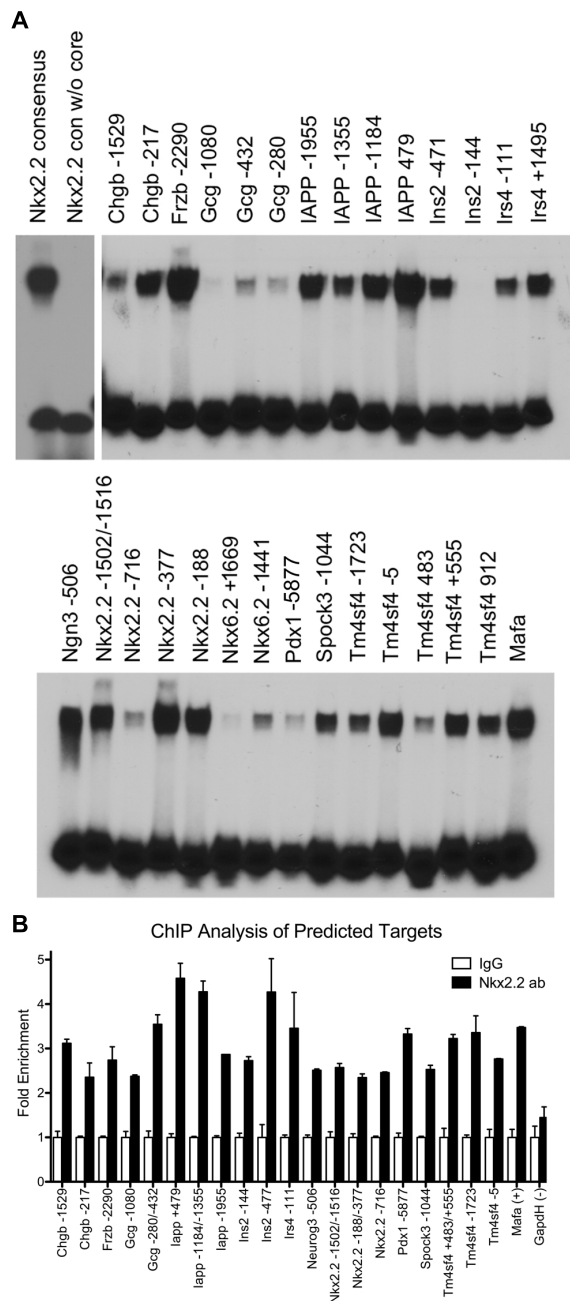 A
Nkx2.2 consensus
Nkx2.2 con w/o core
Chgb -1529
Chgb -217
Frzb -2290
Gcg -1080
Gcg -432
Gcg -280
IAPP -1955
IAPP -1355
IAPP -1184
IAPP 479
Ins2 -471
Ins2 -144
Irs4 -111
Irs4 +1495
Ngn3 -506
Nkx2.2 -1502/-1516
Nkx2.2 -716
Nkx2.2 -377
Nkx2.2 -188
Nkx6.2 +1669
Nkx6.2 -1441
Pdx1 -5877
Spock3 -1044
Tm4sf4 -1723
Tm4sf4 -5
Tm4sf4 483
Tm4sf4 +555
Tm4sf4 912
Mafa
B
ChIP Analysis of Predicted Targets
IgG
Nkx2.2 ab
Fold Enrichment
5
4
3
2
1
0
Chgb -1529
Chgb -217
Frzb -2290
Gcg -1080
Gcg -280/-432
Iapp +479
Iapp -1184/-1355
Iapp -1955
Ins2 -144
Ins2 -477
Irs4 -111
Neurog3 -506
Nkx2.2 -1502/-1516
Nkx2.2 -188/-377
Nkx2.2 -716
Pdx1 -5877
Spock3 -1044
Tm4sf4 +483/+555
Tm4sf4 -1723
Tm4sf4 -5
Mafa (+)
GapdH (-)